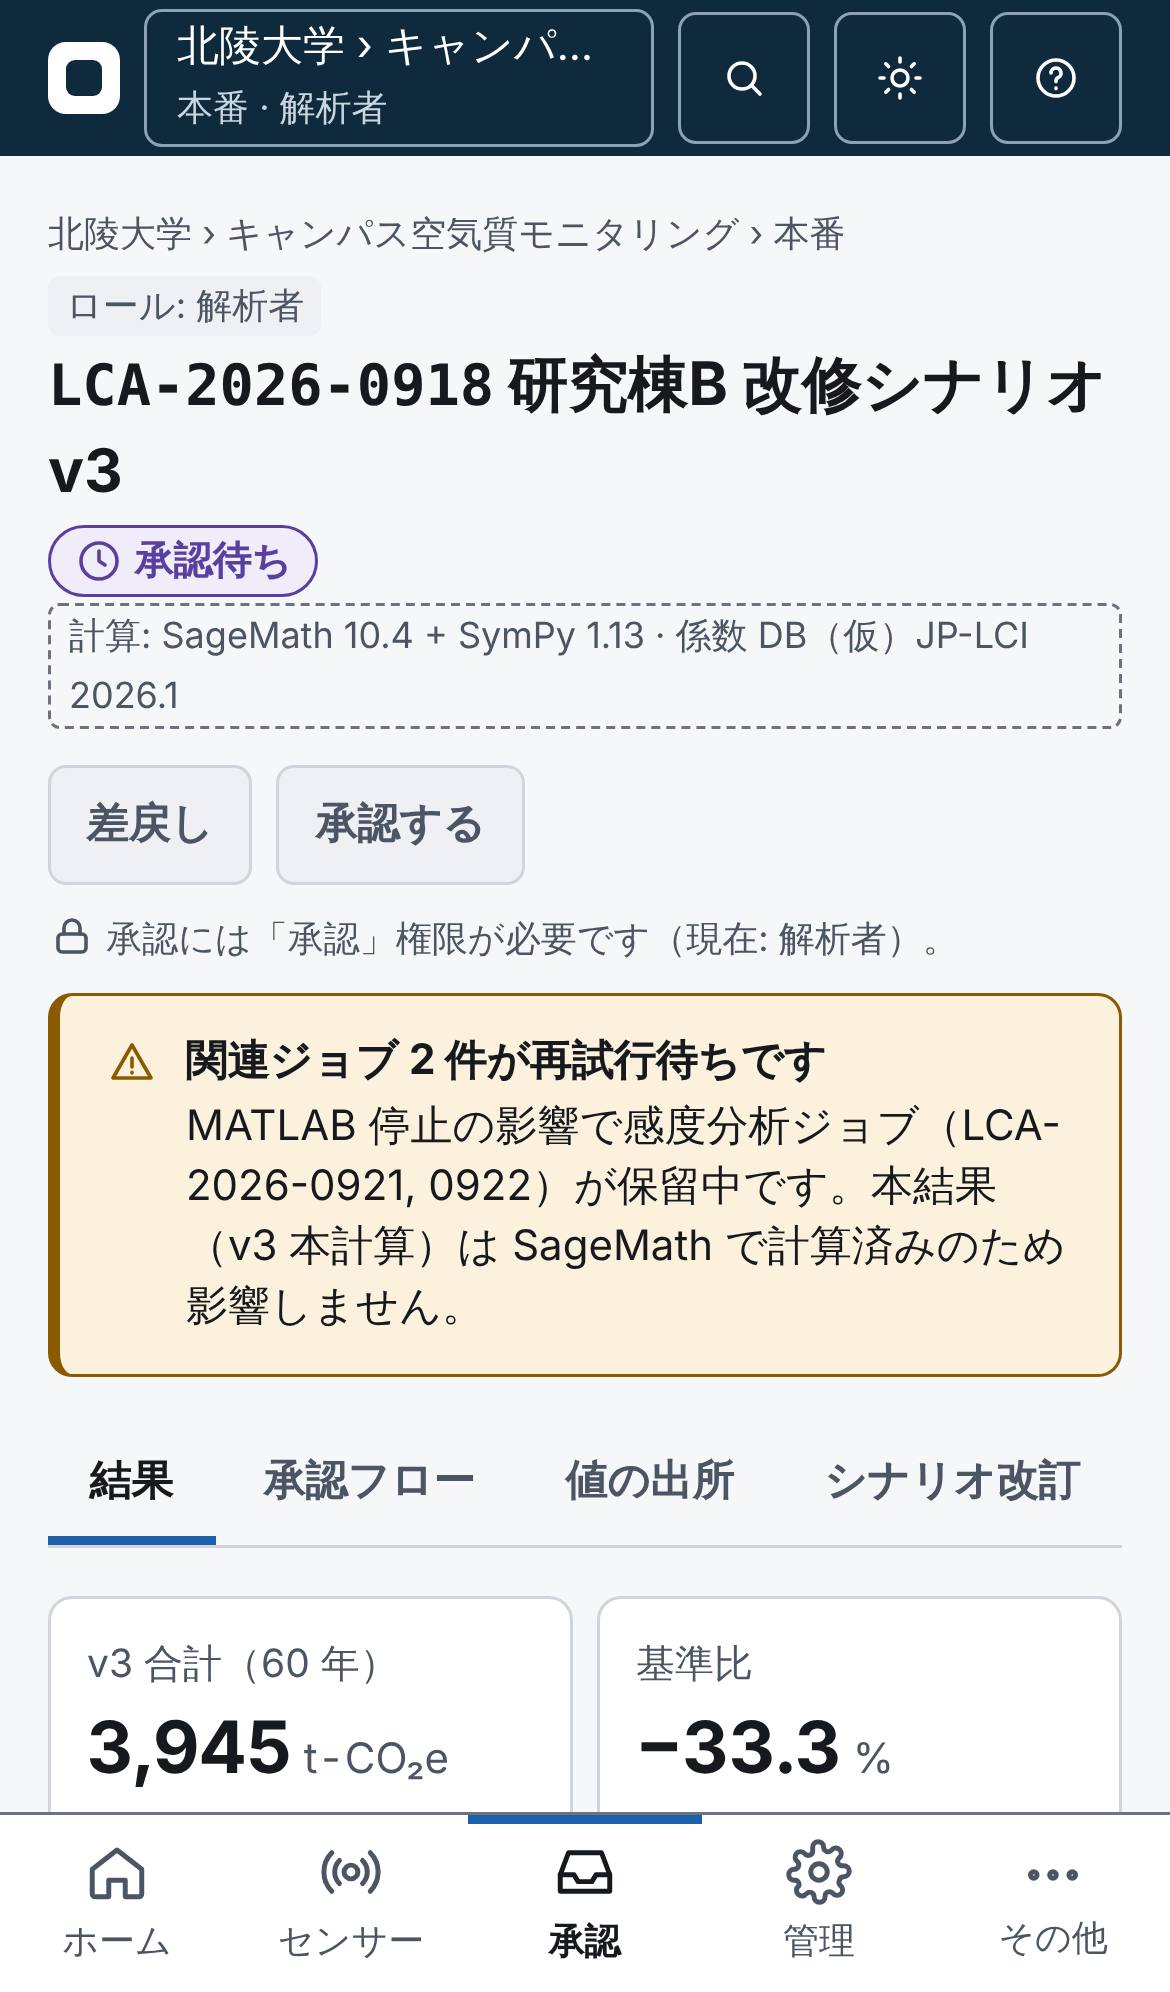 北陵大学 › キャンパ…
本番 · 解析者
北陵大学 › キャンパス空気質モニタリング › 本番
ロール: 解析者
LCA-2026-0918 研究棟B 改修シナリオ
v3
承認待ち
計算: SageMath 10.4 + SymPy 1.13 · 係数 DB（仮）JP-LCI
2026.1
差戻し
承認する
承認には「承認」権限が必要です（現在: 解析者）。
関連ジョブ 2 件が再試行待ちです
MATLAB 停止の影響で感度分析ジョブ（LCA-
2026-0921, 0922）が保留中です。本結果
（v3 本計算）は SageMath で計算済みのため
影響しません。
結果
承認フロー
値の出所
シナリオ改訂
v3 合計（60 年）
3,945 t-CO₂e
基準比
−33.3 %
ホーム
センサー
承認
管理
その他